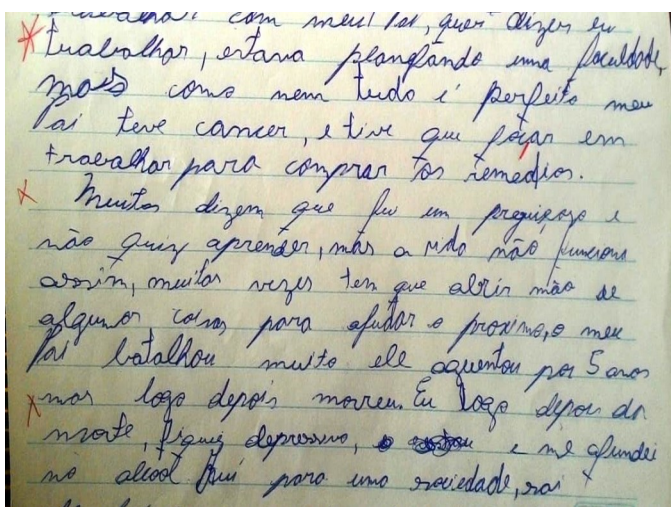 trabalhar com meu Pai, quer dizer eu
trabalhar, estava planejando uma faculdade,
mais como nem tudo é perfeito meu
Pai teve cancer, e tive que focar em
trabalhar para comprar os remedios.
Muitos dizem que fui um preguiçoso e
não quiz aprender, mas a vida não funciona
assim, muitas vezes tem que abrir mão de
algumas coisas para ajudar o proximo, o meu
Pai batalhou muito ele aguentou por 5 anos
mas logo depois morreu. Eu logo depois da
morte, fiquei depressivo, e me afundei
no alcool fui para uma sociedade, sai